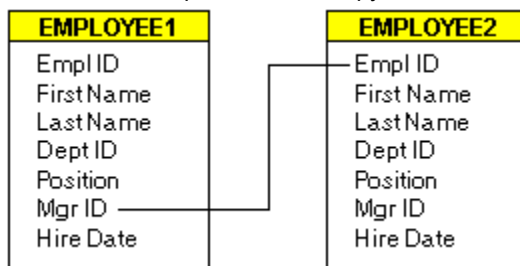 EMPLOYEE1
Empl ID
First Name
Last Name
Dept ID
Position
Mgr ID
Hire Date
EMPLOYEE2
Empl ID
First Name
Last Name
Dept ID
Position
Mgr ID
Hire Date